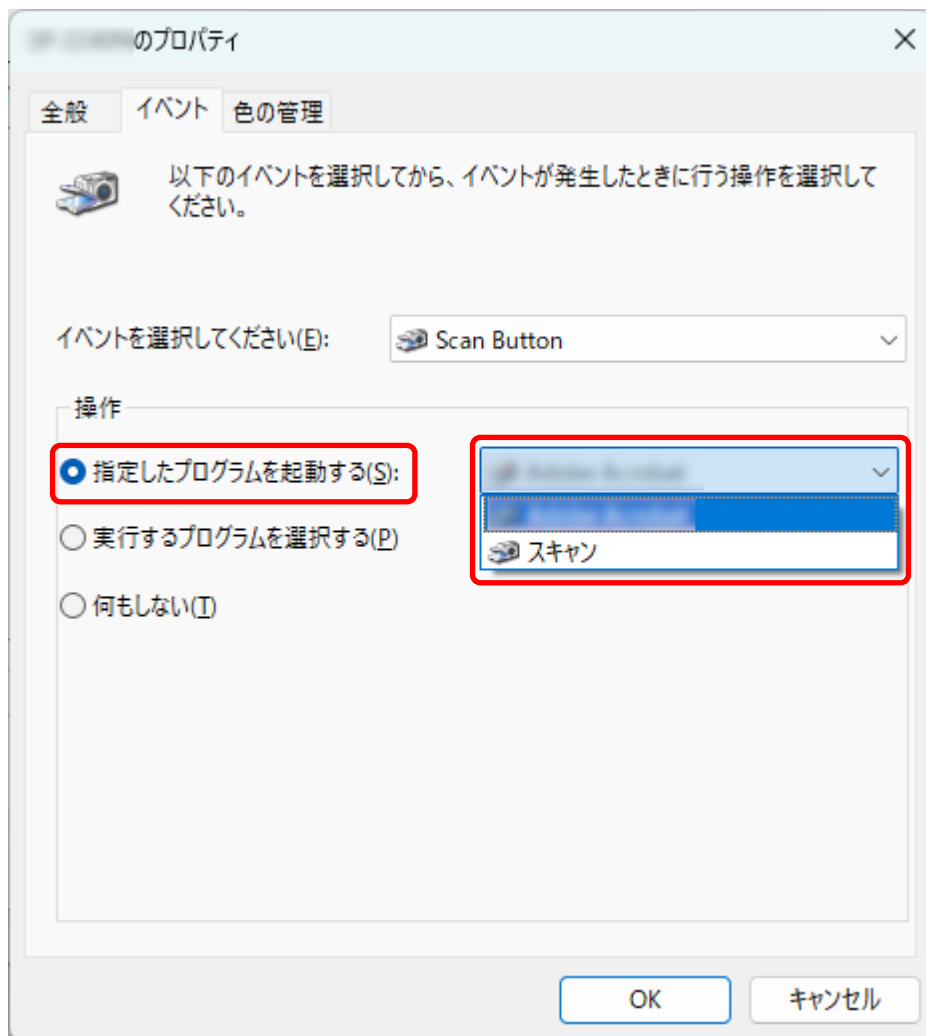 のプロパティ
全般 イベント 色の管理
以下のイベントを選択してから、イベントが発生したときに行う操作を選択して
ください。
イベントを選択してください(E): Scan Button
操作
指定したプログラムを起動する(S):
実行するプログラムを選択する(P)
スキャン
何もしない(T)
OK キャンセル